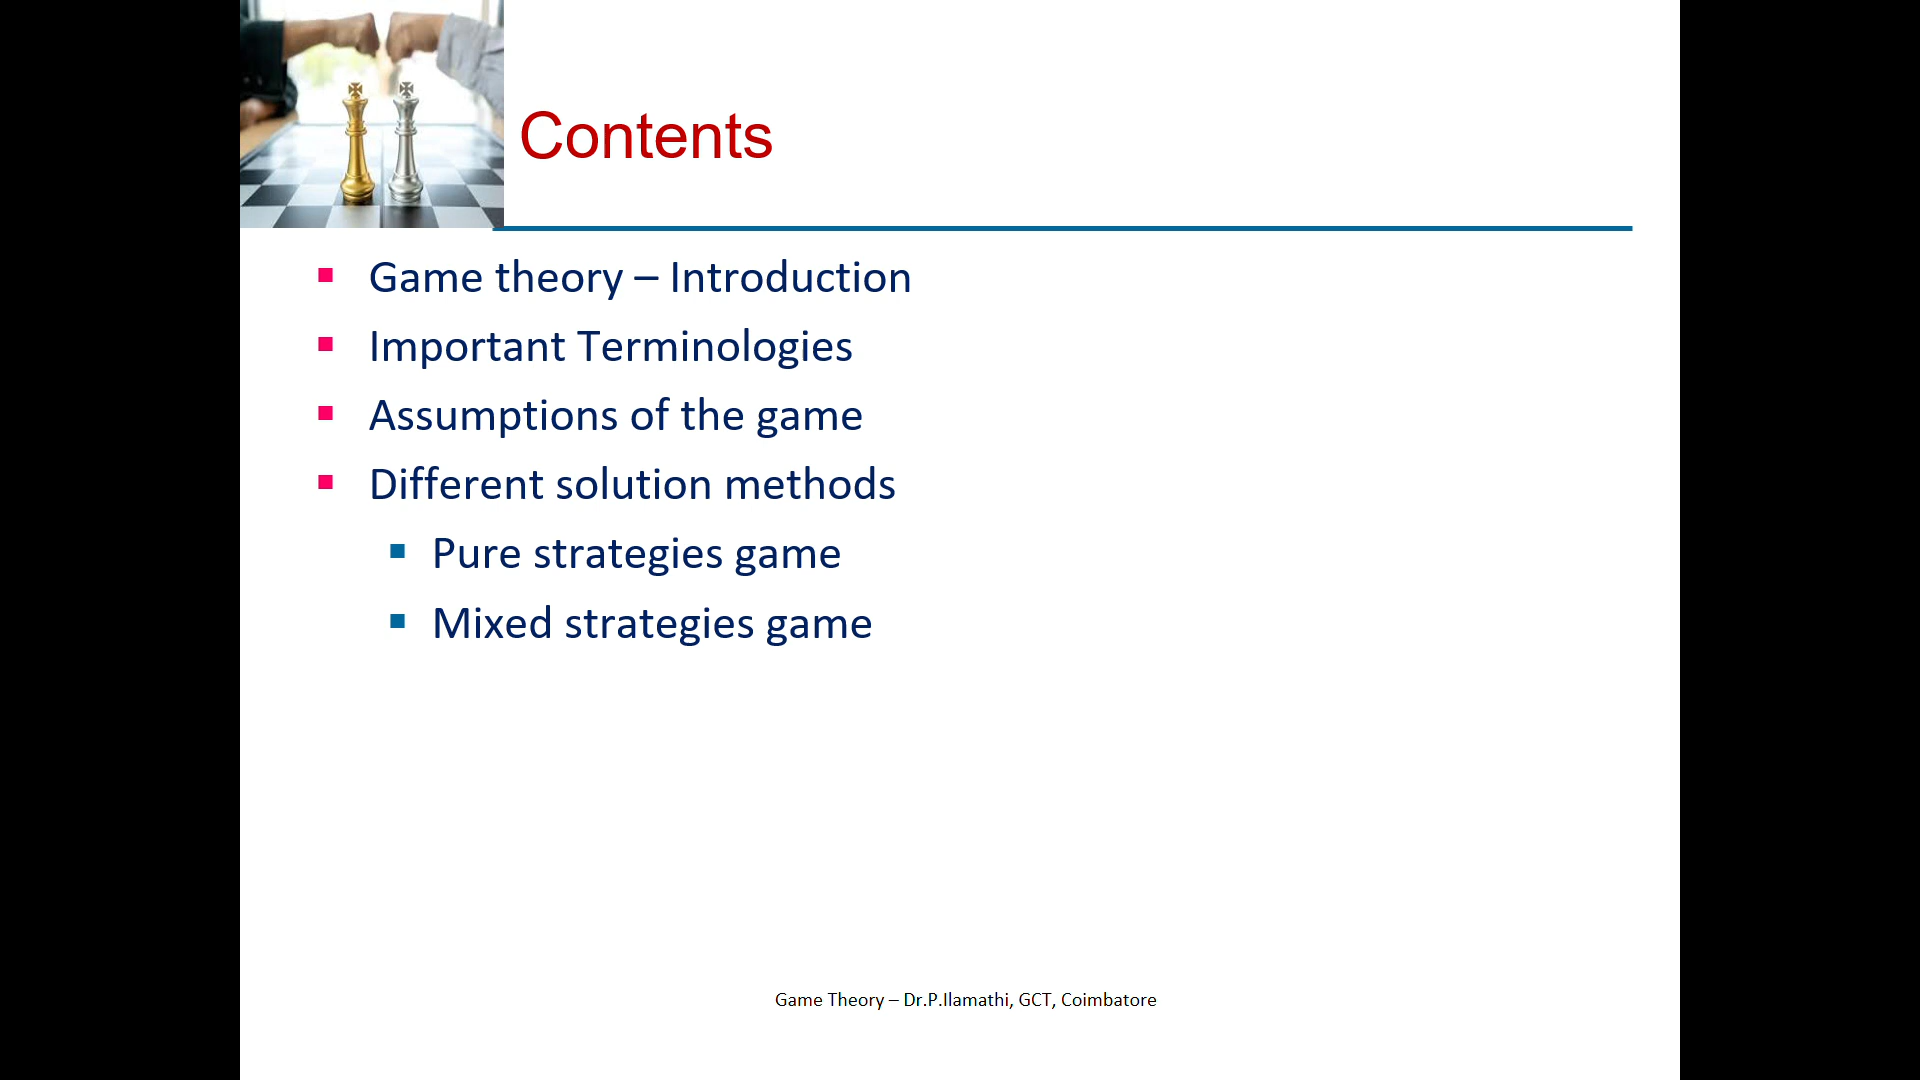 Contents
Game theory – Introduction
Important Terminologies
Assumptions of the game
Different solution methods
Pure strategies game
Mixed strategies game
Game Theory – Dr.P.Ilamathi, GCT, Coimbatore